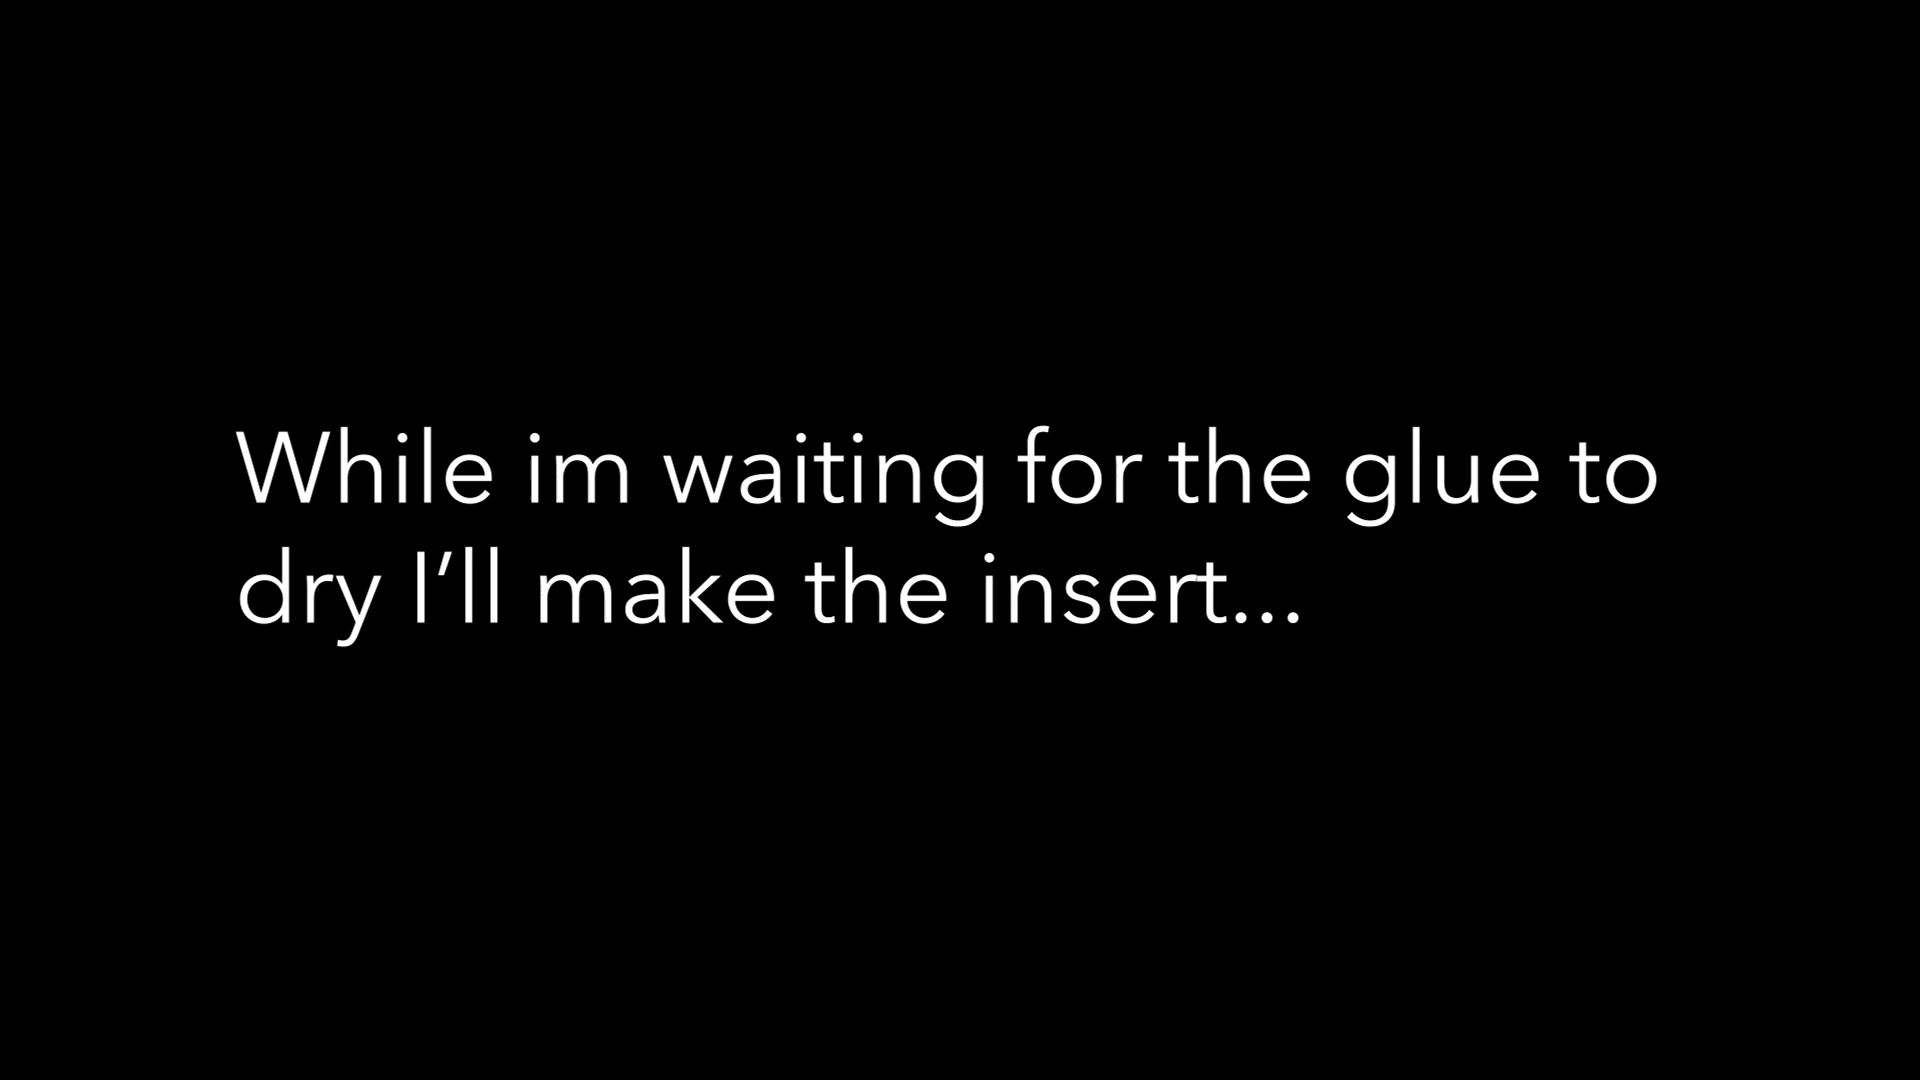 While im waiting for the glue to
dry I’ll make the insert...